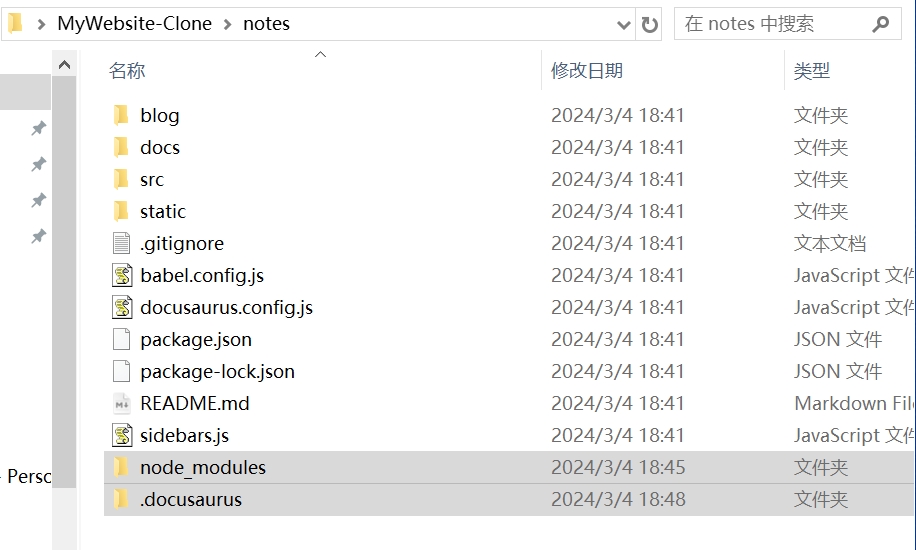 MyWebsite-Clone > notes 在 notes 中搜索
名称 修改日期 类型
blog 2024/3/4 18:41 文件夹
docs 2024/3/4 18:41 文件夹
src 2024/3/4 18:41 文件夹
static 2024/3/4 18:41 文件夹
.gitignore 2024/3/4 18:41 文本文档
babel.config.js 2024/3/4 18:41 JavaScript 文件
docusaurus.config.js 2024/3/4 18:41 JavaScript 文件
package.json 2024/3/4 18:41 JSON 文件
package-lock.json 2024/3/4 18:41 JSON 文件
README.md 2024/3/4 18:41 Markdown File
sidebars.js 2024/3/4 18:41 JavaScript 文件
node_modules 2024/3/4 18:45 文件夹
- Perso
.docusaurus 2024/3/4 18:48 文件夹